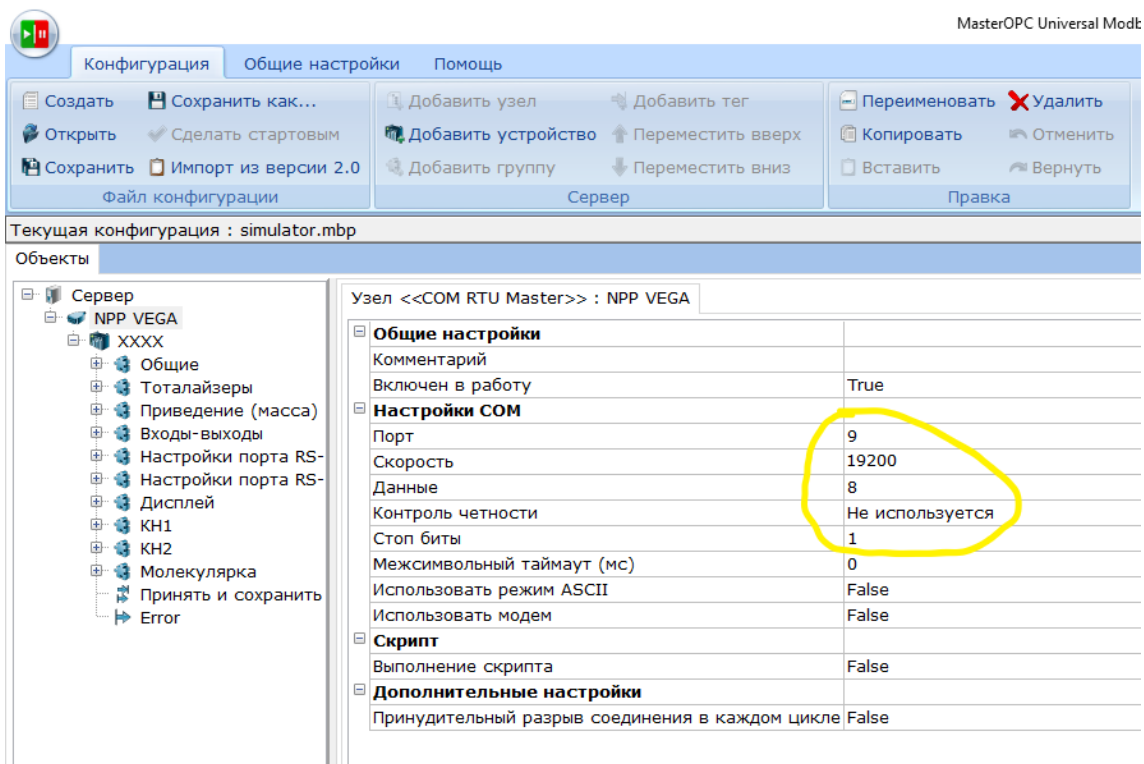 MasterOPC Universal Modb
Конфигурация Общие настройки Помощь
Создать Сохранить как... Добавить узел Добавить тег Переименовать Удалить
Открыть Сделать стартовым Добавить устройство Переместить вверх Копировать Отменить
Сохранить Импорт из версии 2.0 Добавить группу Переместить вниз Вставить Вернуть
Файл конфигурации Сервер Правка
Текущая конфигурация : simulator.mbp
Объекты
Сервер
NPP VEGA
XXXX
Общие
Тоталайзеры
Приведение (масса)
Входы-выходы
Настройки порта RS-
Настройки порта RS-
Дисплей
КН1
КН2
Молекулярка
Принять и сохранить
Error
Узел <<COM RTU Master>> : NPP VEGA
Общие настройки
Комментарий
Включен в работу True
Настройки COM
Порт 9
Скорость 19200
Данные 8
Контроль четности Не используется
Стоп биты 1
Межсимвольный таймаут (мс) 0
Использовать режим ASCII False
Использовать модем False
Скрипт
Выполнение скрипта False
Дополнительные настройки
Принудительный разрыв соединения в каждом цикле False